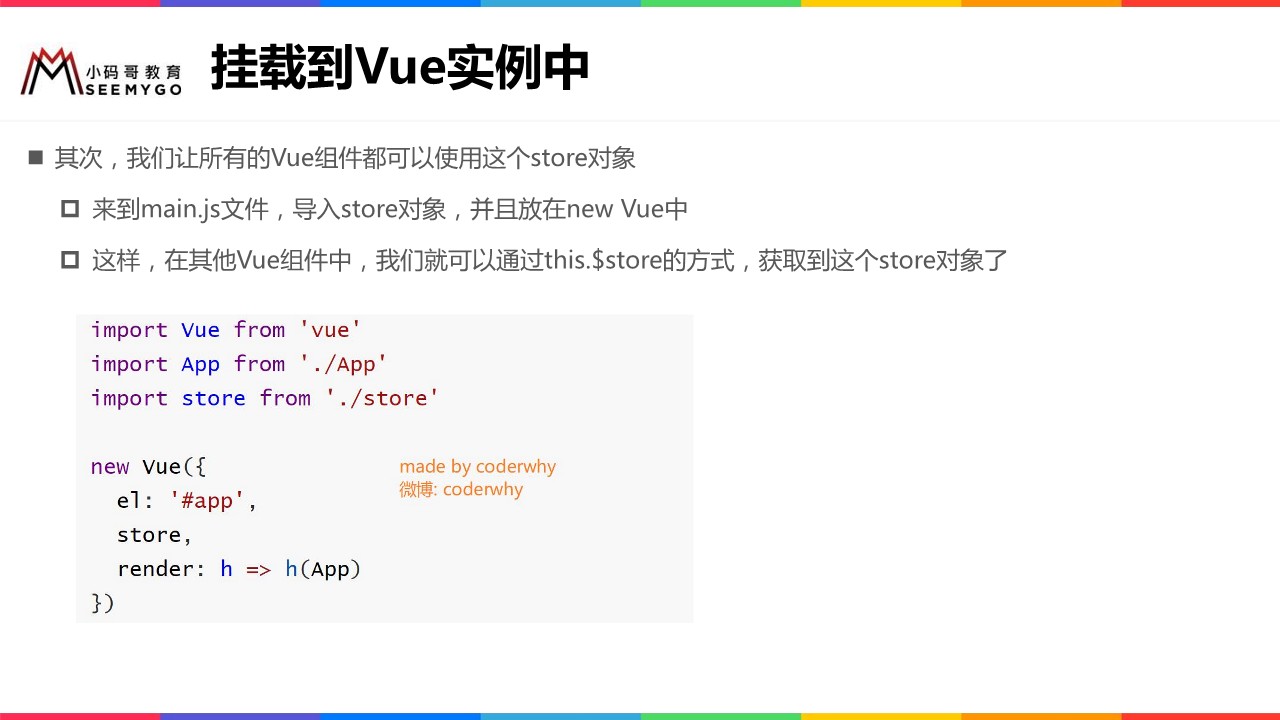 小码哥教育
SEEMYGO
挂载到Vue实例中
其次，我们让所有的Vue组件都可以使用这个store对象
来到main.js文件，导入store对象，并且放在new Vue中
这样，在其他Vue组件中，我们就可以通过this.$store的方式，获取到这个store对象了
import Vue from 'vue'
import App from './App'
import store from './store'
new Vue({
  el: '#app',
  store,
  render: h => h(App)
})
made by coderwhy
微博: coderwhy